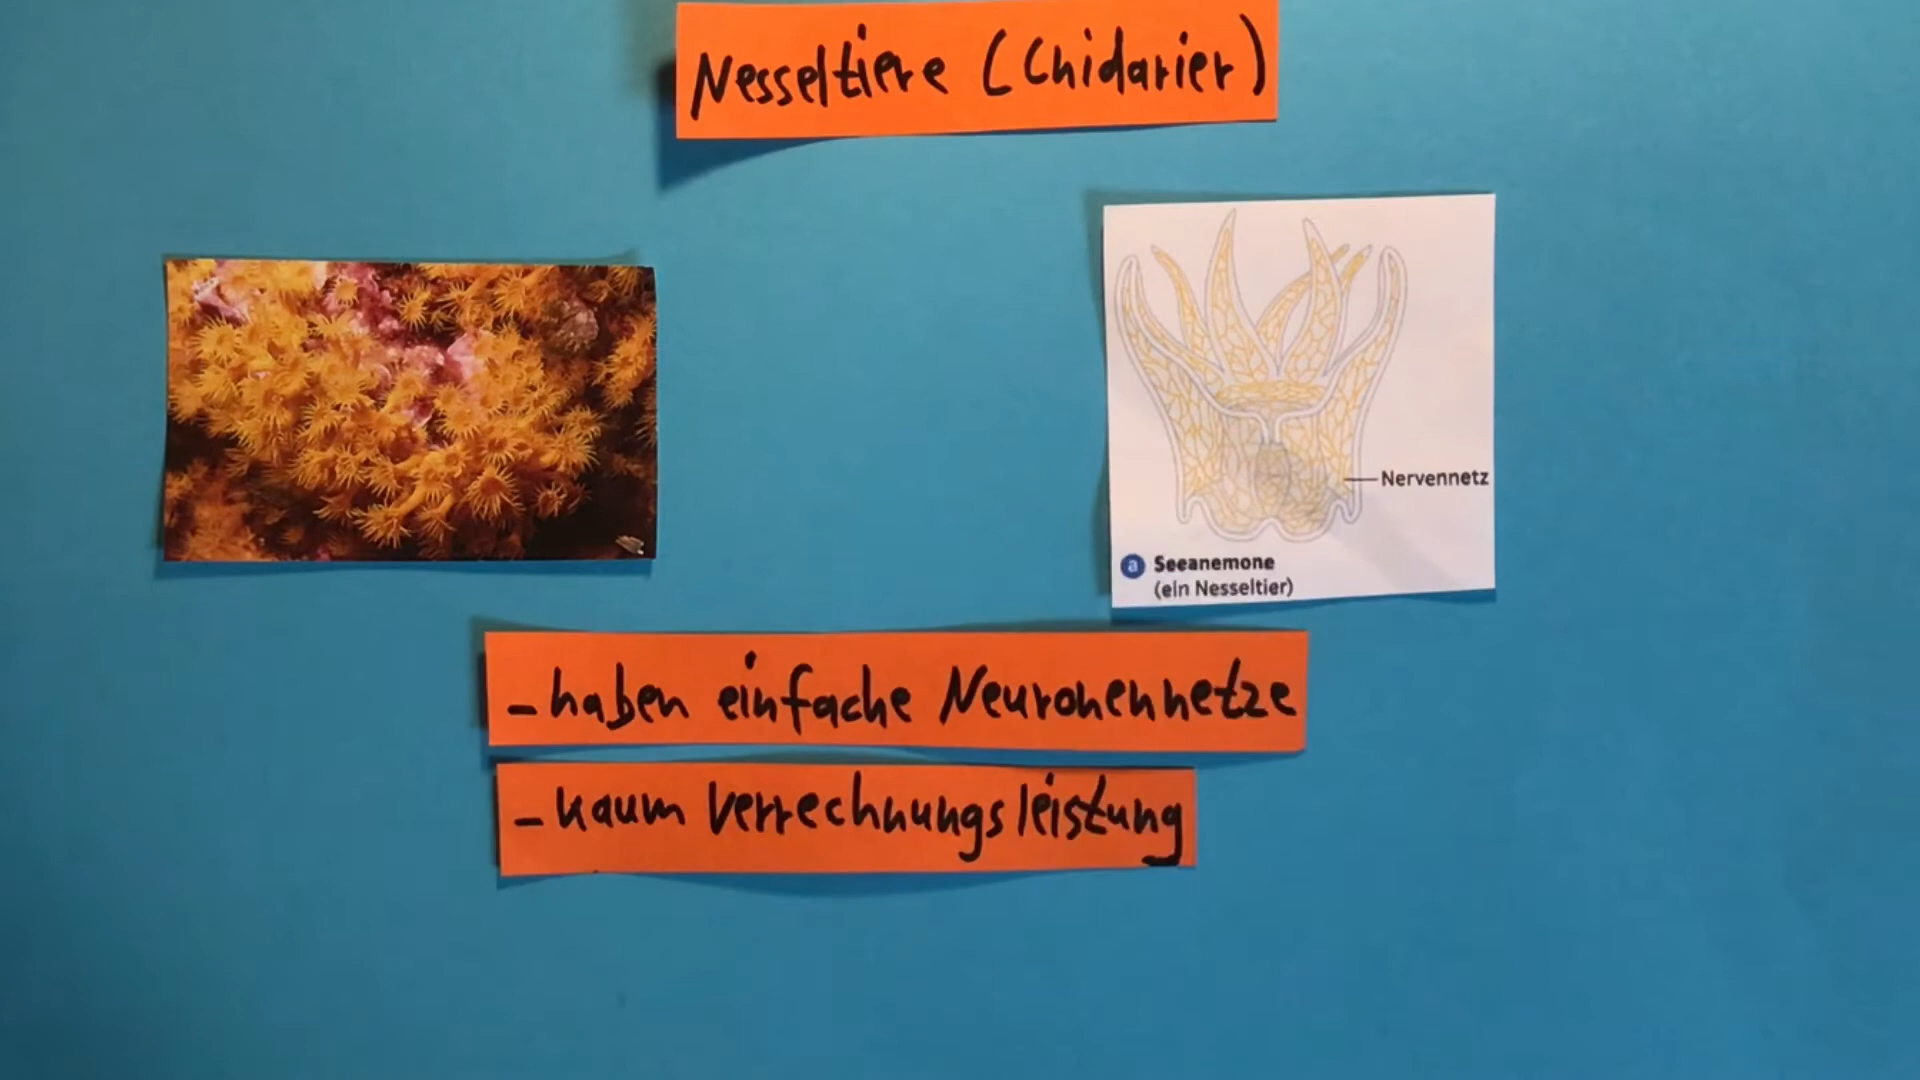 Nesseltiere (Cnidarier)
Nervennetz
a Seeanemone
(ein Nesseltier)
- haben einfache Neuronennetze
- kaum Verrechnungsleistung